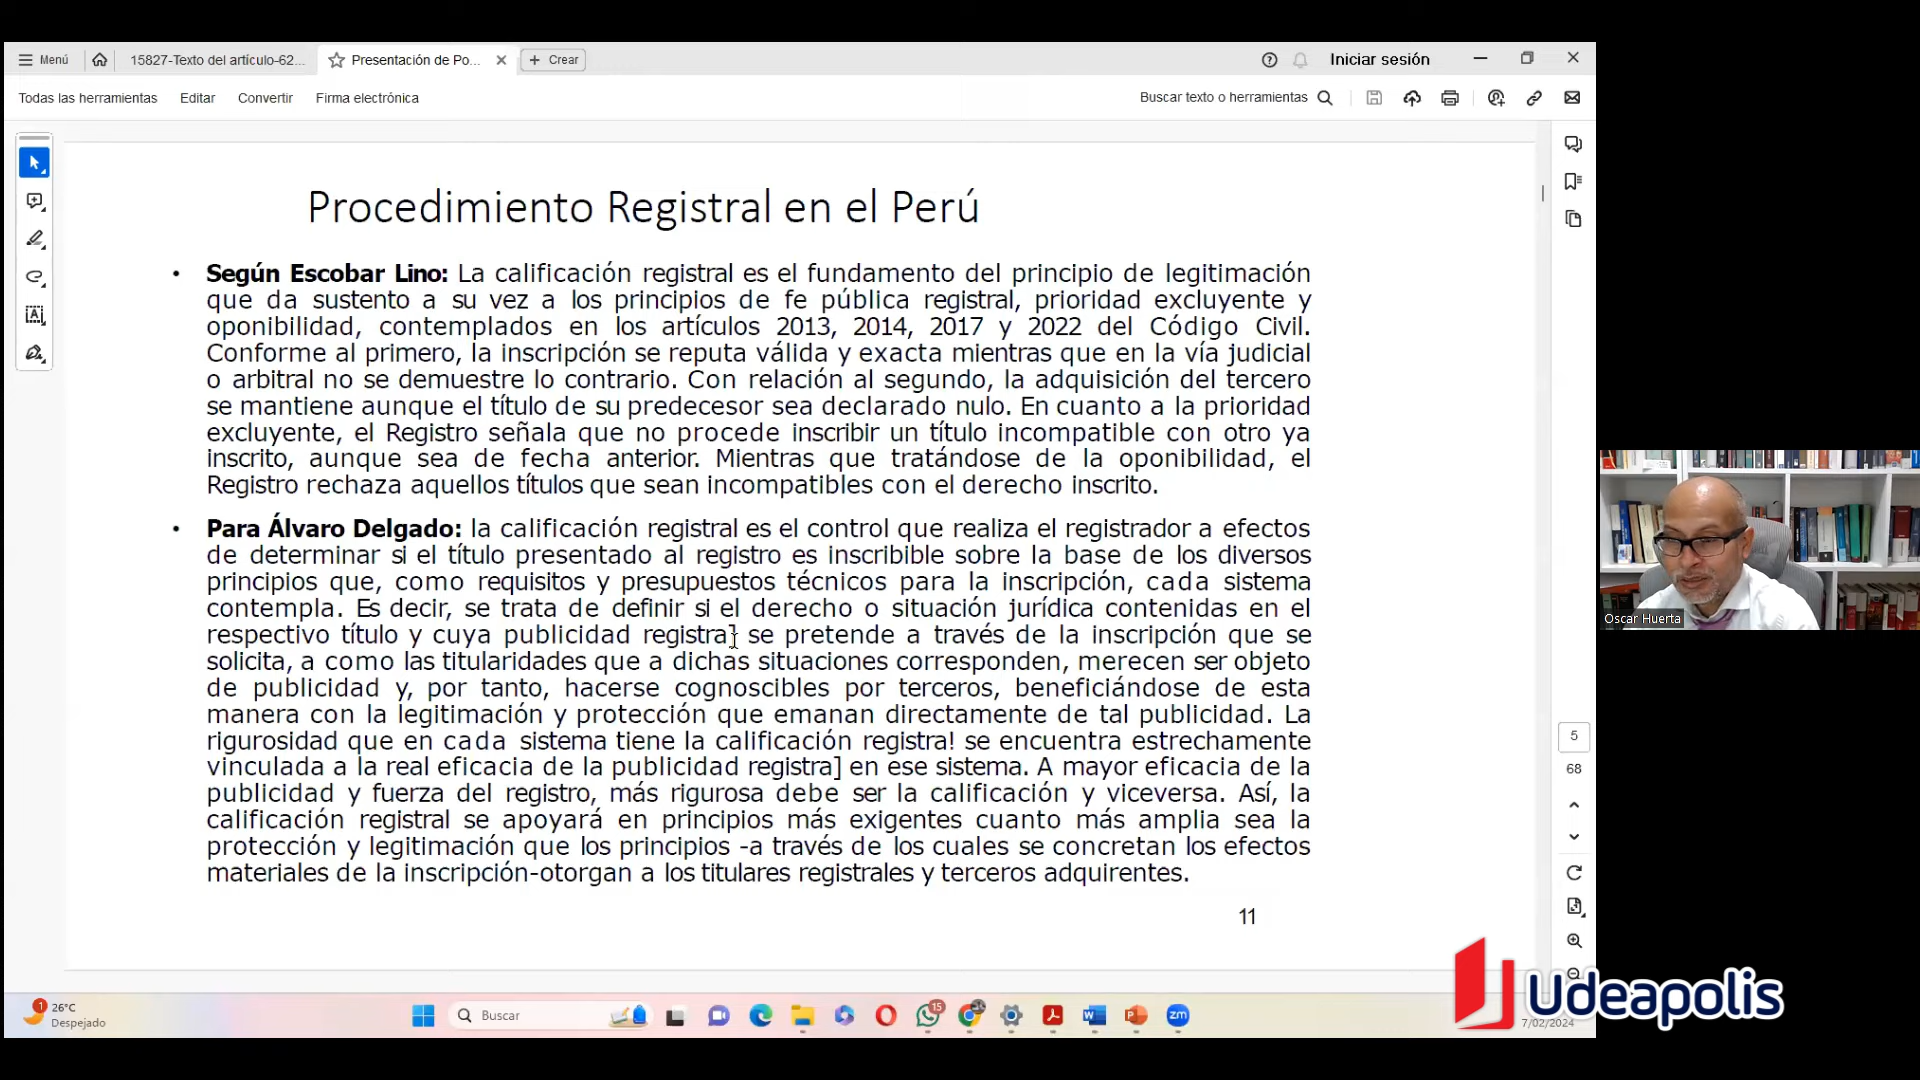 Menú
15827-Texto del artículo-62...
Presentación de Po...
Crear
Iniciar sesión
Todas las herramientas
Editar
Convertir
Firma electrónica
Buscar texto o herramientas
Procedimiento Registral en el Perú
• Según Escobar Lino: La calificación registral es el fundamento del principio de legitimación
que da sustento a su vez a los principios de fe pública registral, prioridad excluyente y
oponibilidad, contemplados en los artículos 2013, 2014, 2017 y 2022 del Código Civil.
Conforme al primero, la inscripción se reputa válida y exacta mientras que en la vía judicial
o arbitral no se demuestre lo contrario. Con relación al segundo, la adquisición del tercero
se mantiene aunque el título de su predecesor sea declarado nulo. En cuanto a la prioridad
excluyente, el Registro señala que no procede inscribir un título incompatible con otro ya
inscrito, aunque sea de fecha anterior. Mientras que tratándose de la oponibilidad, el
Registro rechaza aquellos títulos que sean incompatibles con el derecho inscrito.
• Para Álvaro Delgado: la calificación registral es el control que realiza el registrador a efectos
de determinar si el título presentado al registro es inscribible sobre la base de los diversos
principios que, como requisitos y presupuestos técnicos para la inscripción, cada sistema
contempla. Es decir, se trata de definir si el derecho o situación jurídica contenidas en el
respectivo título y cuya publicidad registra] se pretende a través de la inscripción que se
solicita, a como las titularidades que a dichas situaciones corresponden, merecen ser objeto
de publicidad y, por tanto, hacerse cognoscibles por terceros, beneficiándose de esta
manera con la legitimación y protección que emanan directamente de tal publicidad. La
rigurosidad que en cada sistema tiene la calificación registra! se encuentra estrechamente
vinculada a la real eficacia de la publicidad registra] en ese sistema. A mayor eficacia de la
publicidad y fuerza del registro, más rigurosa debe ser la calificación y viceversa. Así, la
calificación registral se apoyará en principios más exigentes cuanto más amplia sea la
protección y legitimación que los principios -a través de los cuales se concretan los efectos
materiales de la inscripción-otorgan a los titulares registrales y terceros adquirentes.
11
5
68
Oscar Huerta
1
26°C
Despejado
Buscar
15
zm
7/02/2024
Udeapolis